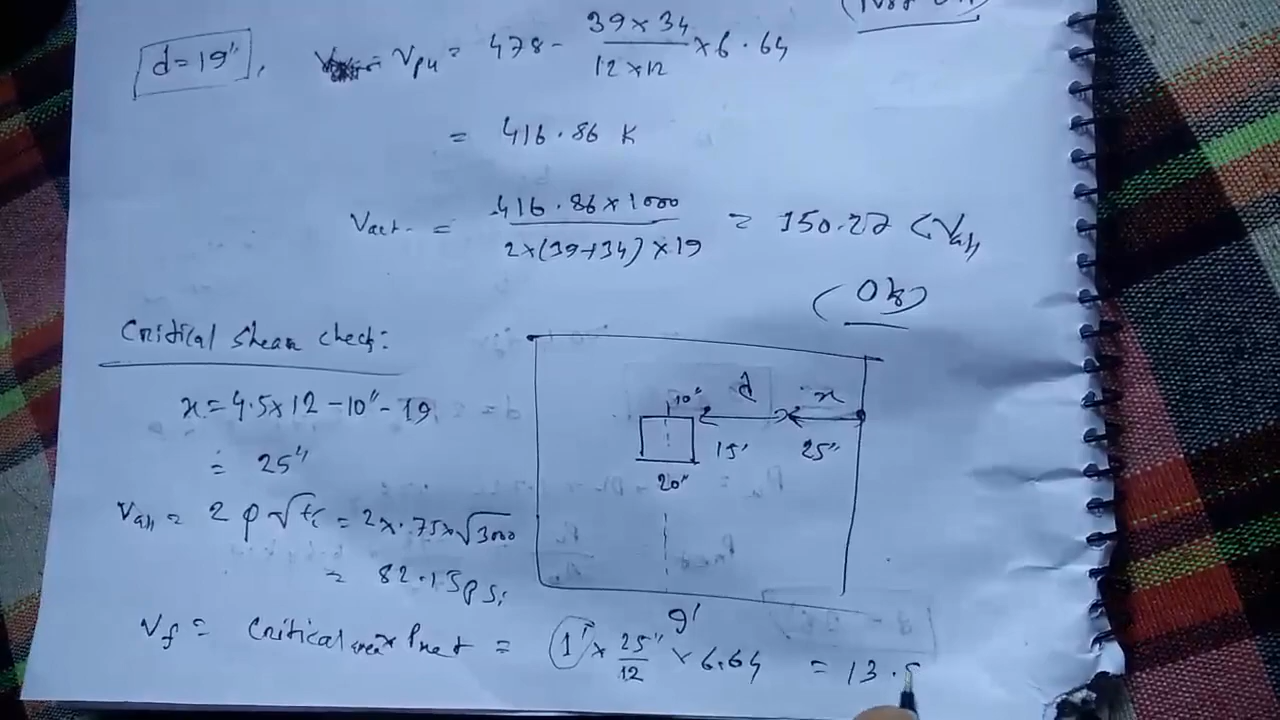 d=19",
Vpu = 478 - 39×34 / 12×12 ×6.64
= 416.86 K
Vact. = 416.86×1000 / 2×(39+34)×19 = 150.27 <Vall
(Ok)
Critical Shear check:
x=4.5×12-10"-19
= 25"
Vall = 2φ√fc = 2×.75×√3000
= 82.15psi
10" d x
15" 25"
20"
9'
Vf = Critical area × Pnet = 1' × 25"/12 × 6.64 = 13.